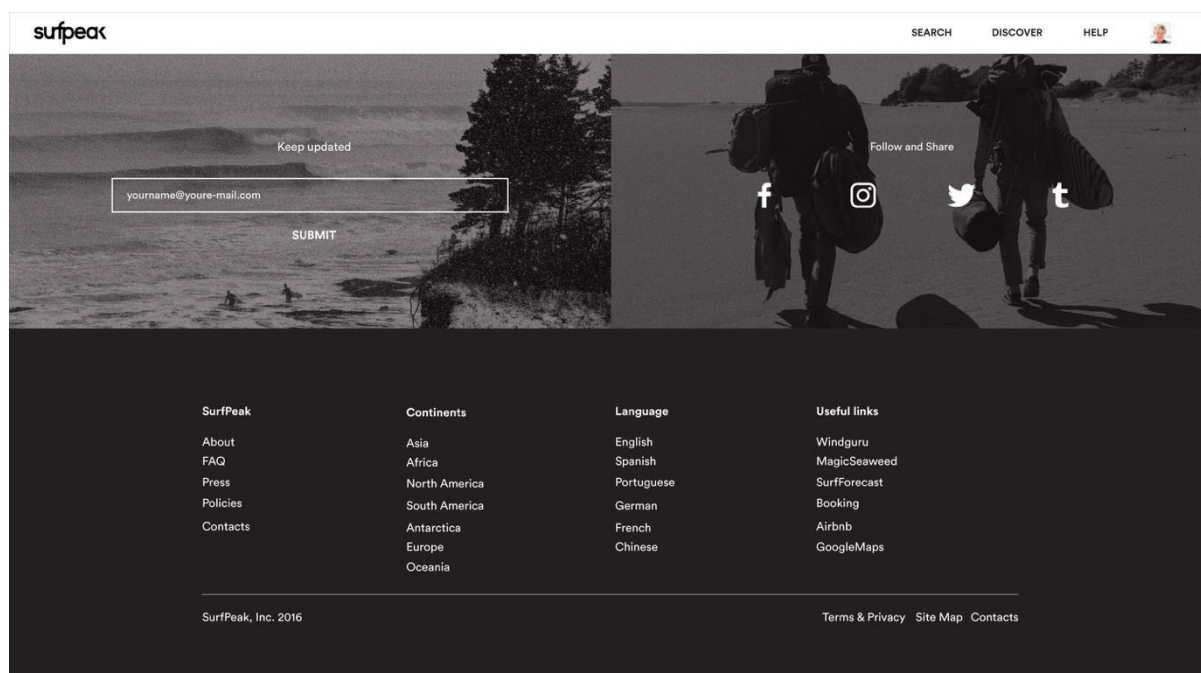 surfpeak
SEARCH DISCOVER HELP
Keep updated
yourname@youre-mail.com
SUBMIT
Follow and Share
SurfPeak
About
FAQ
Press
Policies
Contacts
Continents
Asia
Africa
North America
South America
Antarctica
Europe
Oceania
Language
English
Spanish
Portuguese
German
French
Chinese
Useful links
Windguru
MagicSeaweed
SurfForecast
Booking
Airbnb
GoogleMaps
SurfPeak, Inc. 2016
Terms & Privacy Site Map Contacts